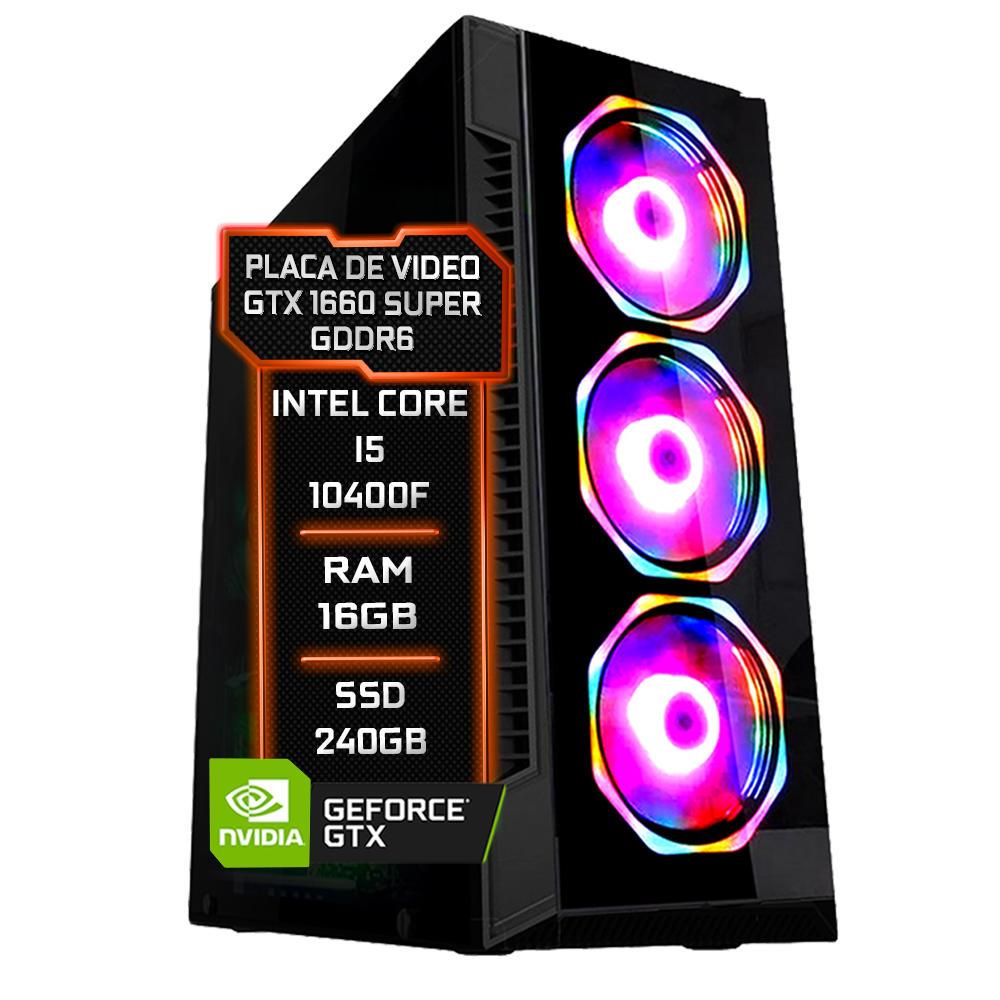 PLACA DE VIDEO
GTX 1660 SUPER
GDDR6
INTEL CORE
I5
10400F
RAM
16GB
SSD
240GB
NVIDIA
GEFORCE
GTX